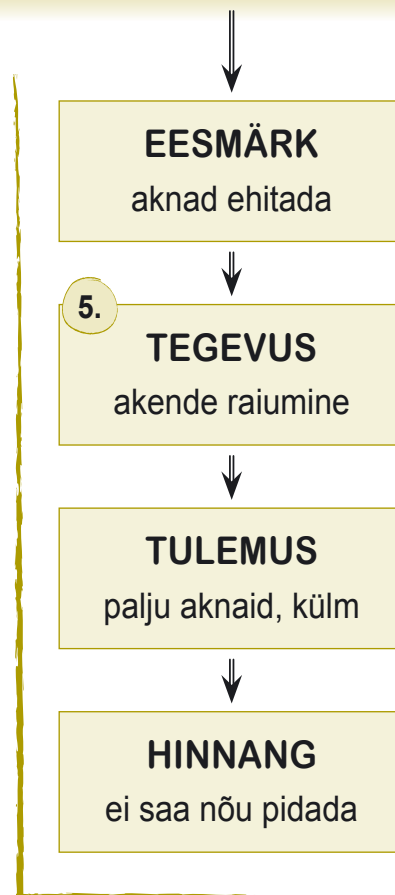 EESMÄRK
aknad ehitada
5.
TEGEVUS
akende raiumine
TULEMUS
palju aknaid, külm
HINNANG
ei saa nõu pidada